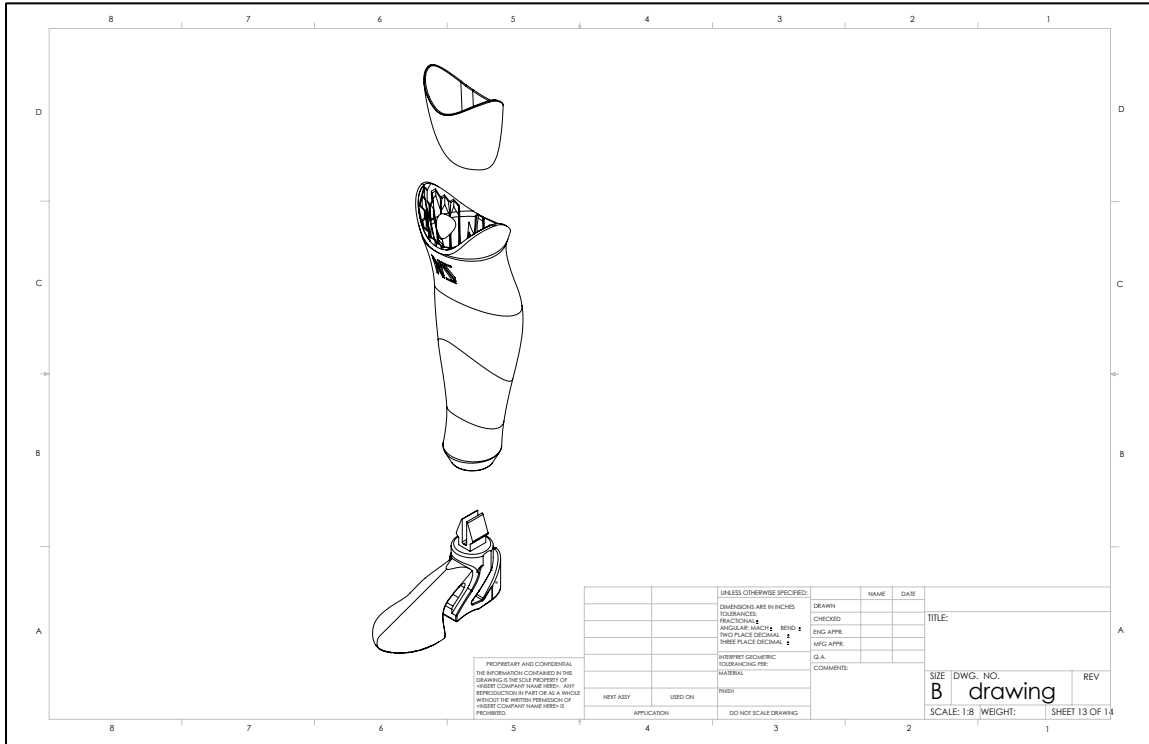 8 7 6 5 4 3 2 1
D D
C C
B B
A A
PROPRIETARY AND CONFIDENTIAL
THE INFORMATION CONTAINED IN THIS
DRAWING IS THE SOLE PROPERTY OF
<INSERT COMPANY NAME HERE>. ANY
REPRODUCTION IN PART OR AS A WHOLE
WITHOUT THE WRITTEN PERMISSION OF
<INSERT COMPANY NAME HERE> IS
PROHIBITED.
NEXT ASSY USED ON
APPLICATION
UNLESS OTHERWISE SPECIFIED:
DIMENSIONS ARE IN INCHES
TOLERANCES:
FRACTIONAL ±
ANGULAR: MACH ± BEND ±
TWO PLACE DECIMAL ±
THREE PLACE DECIMAL ±
INTERPRET GEOMETRIC
TOLERANCING PER:
MATERIAL
FINISH
DO NOT SCALE DRAWING
NAME DATE
DRAWN
CHECKED
ENG APPR.
MFG APPR.
Q.A.
COMMENTS:
TITLE:
SIZE DWG. NO. REV
B drawing
SCALE: 1:8 WEIGHT: SHEET 13 OF 14
8 7 6 5 4 3 2 1